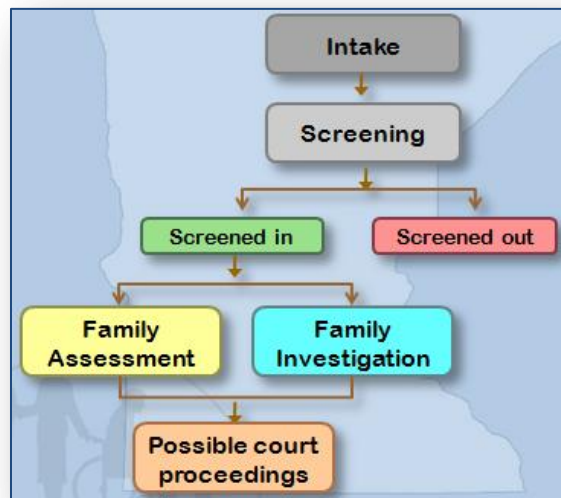 Intake
Screening
Screened in
Screened out
Family
Assessment
Family
Investigation
Possible court
proceedings